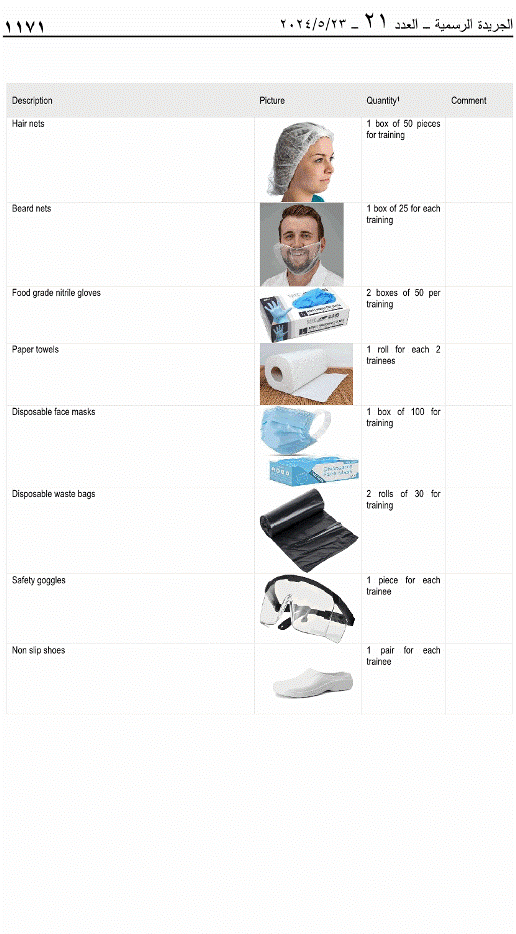 الجريدة الرسمية – العدد ٢١ – ٢٠٢٤/٥/٢٣
١١٧١
Description Picture Quantity¹ Comment
Hair nets
1 box of 50 pieces
for training
Beard nets
1 box of 25 for each
training
Food grade nitrile gloves
2 boxes of 50 per
training
Paper towels
1 roll for each 2
trainees
Disposable face masks
1 box of 100 for
training
Disposable waste bags
2 rolls of 30 for
training
Safety goggles
1 piece for each
trainee
Non slip shoes
1 pair for each
trainee